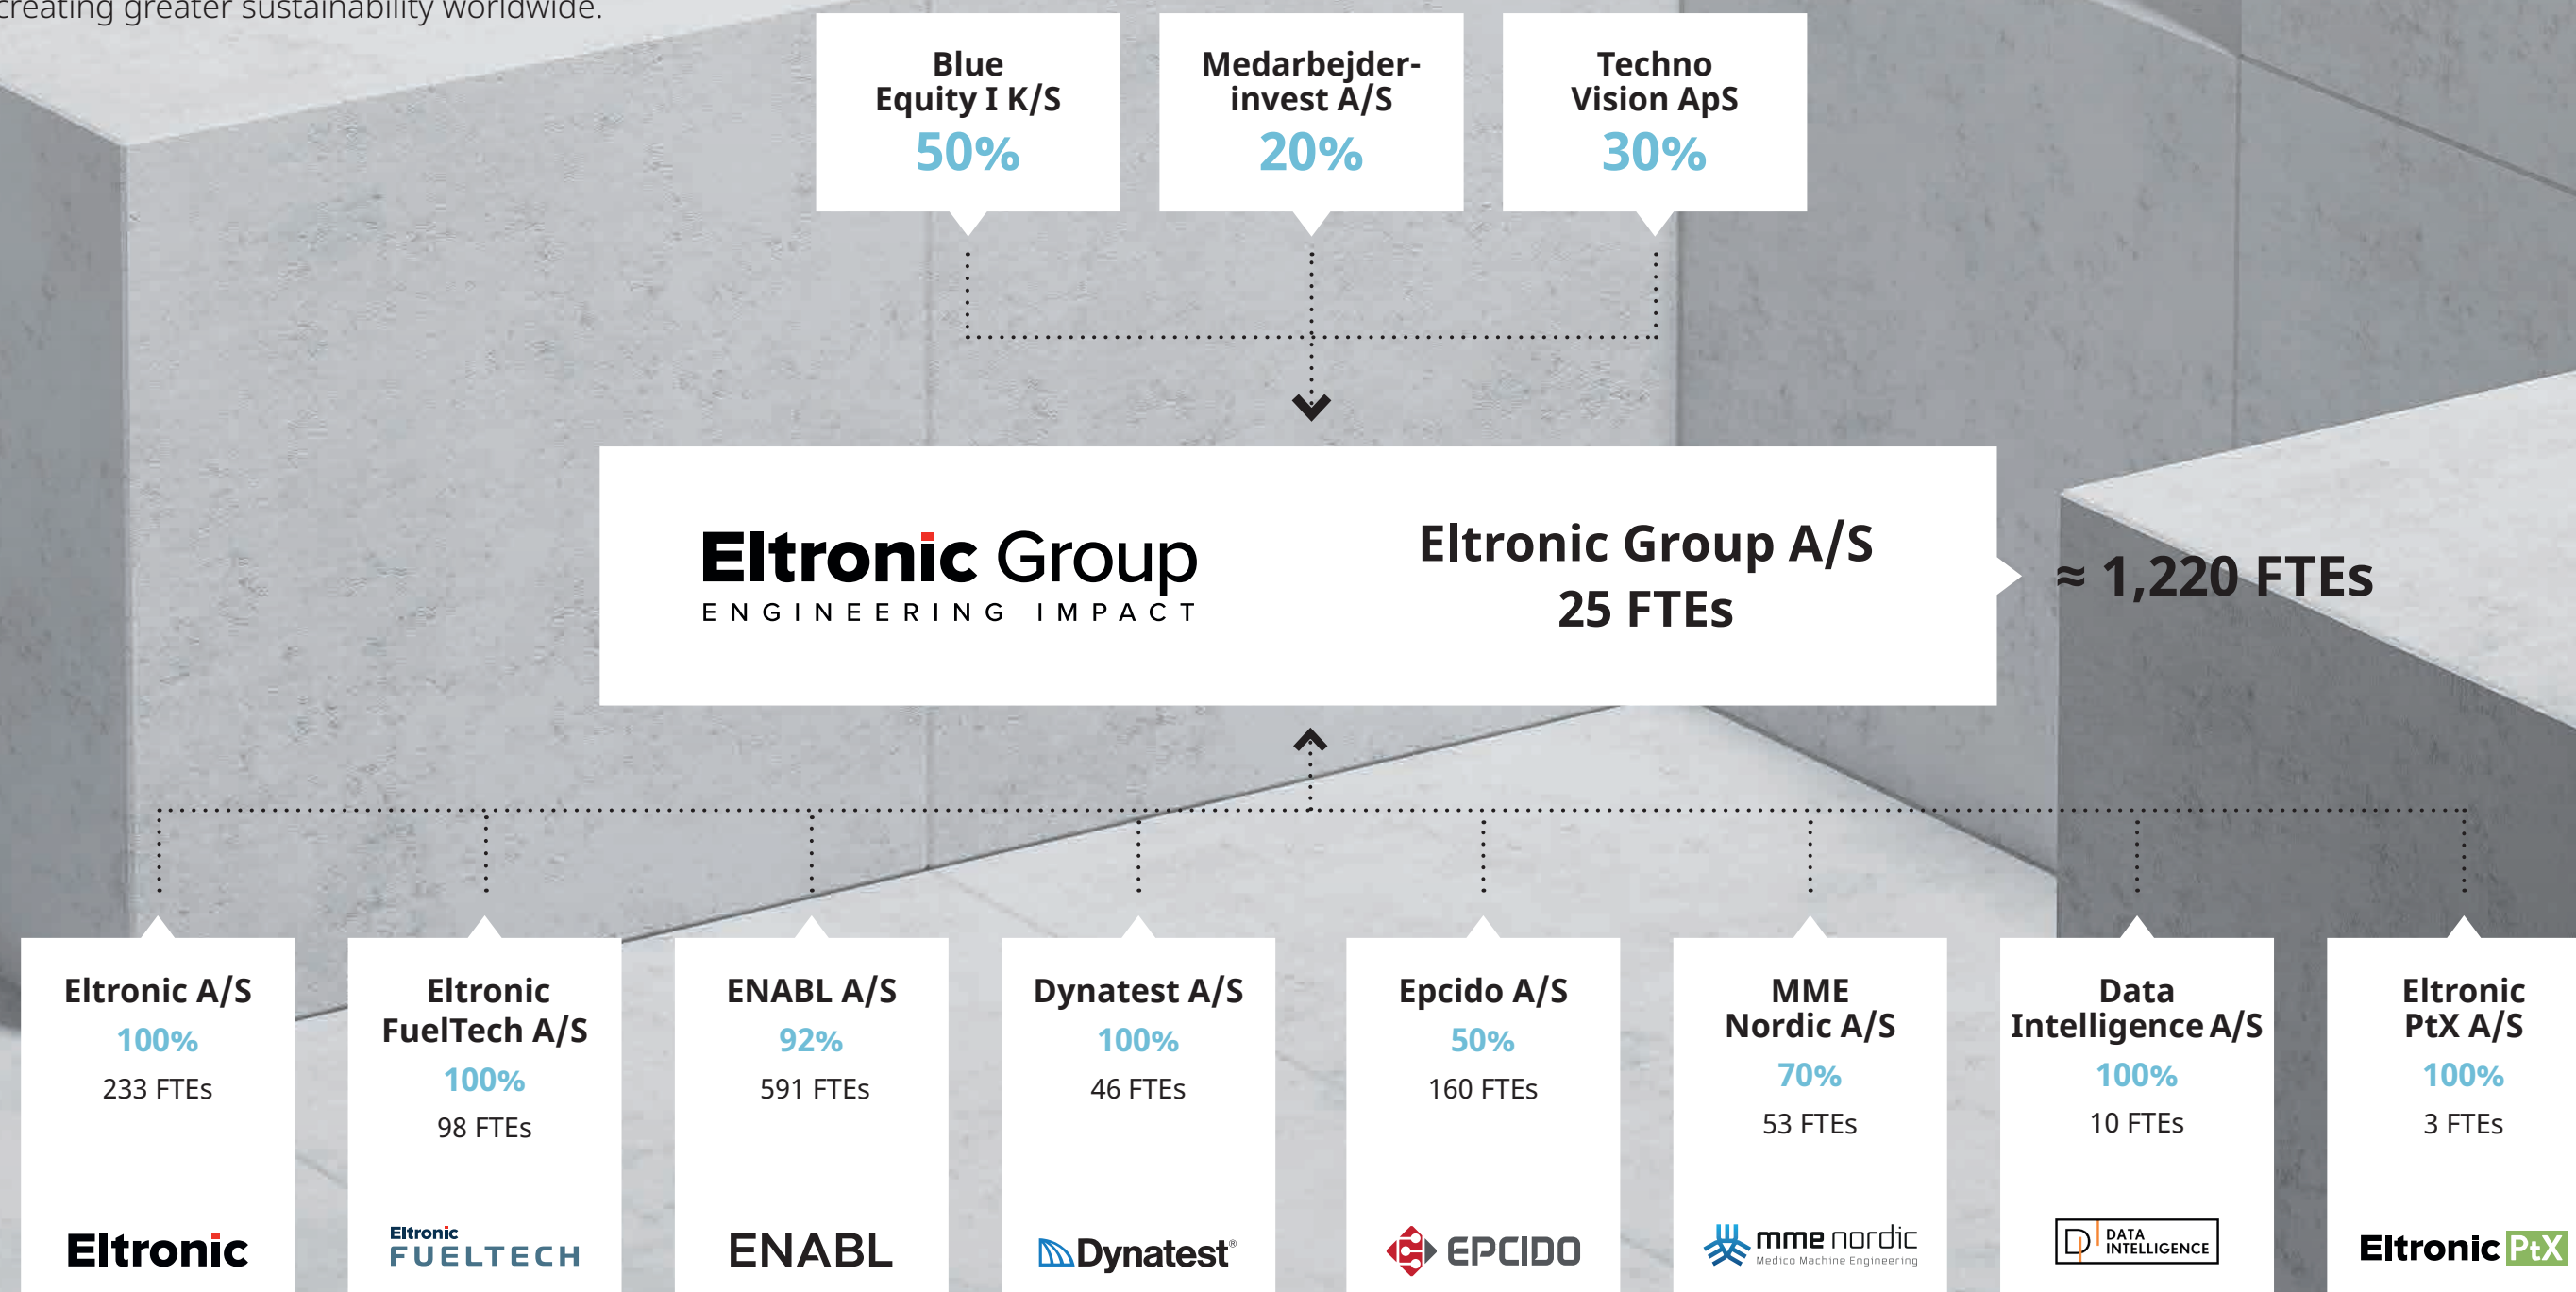 creating greater sustainability worldwide.
Blue
Equity I K/S
50%
Medarbejder-
invest A/S
20%
Techno
Vision ApS
30%
Eltronic Group
ENGINEERING IMPACT
Eltronic Group A/S
25 FTEs
≈ 1,220 FTEs
Eltronic A/S
100%
233 FTEs
Eltronic
Eltronic
FuelTech A/S
100%
98 FTEs
Eltronic
FUELTECH
ENABL A/S
92%
591 FTEs
ENABL
Dynatest A/S
100%
46 FTEs
Dynatest®
Epcido A/S
50%
160 FTEs
EPCIDO
MME
Nordic A/S
70%
53 FTEs
mme nordic
Medico Machine Engineering
Data
Intelligence A/S
100%
10 FTEs
DATA
INTELLIGENCE
Eltronic
PtX A/S
100%
3 FTEs
Eltronic PtX